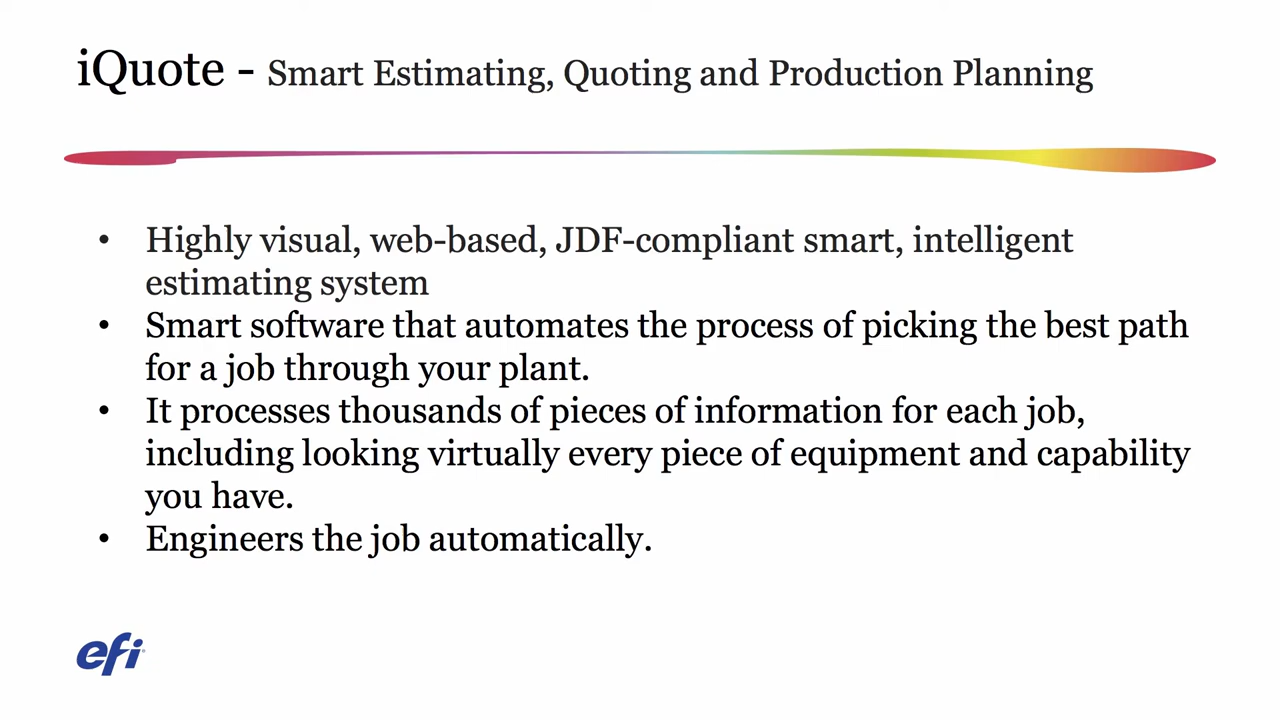 iQuote - Smart Estimating, Quoting and Production Planning
• Highly visual, web-based, JDF-compliant smart, intelligent
estimating system
• Smart software that automates the process of picking the best path
for a job through your plant.
• It processes thousands of pieces of information for each job,
including looking virtually every piece of equipment and capability
you have.
• Engineers the job automatically.
efi